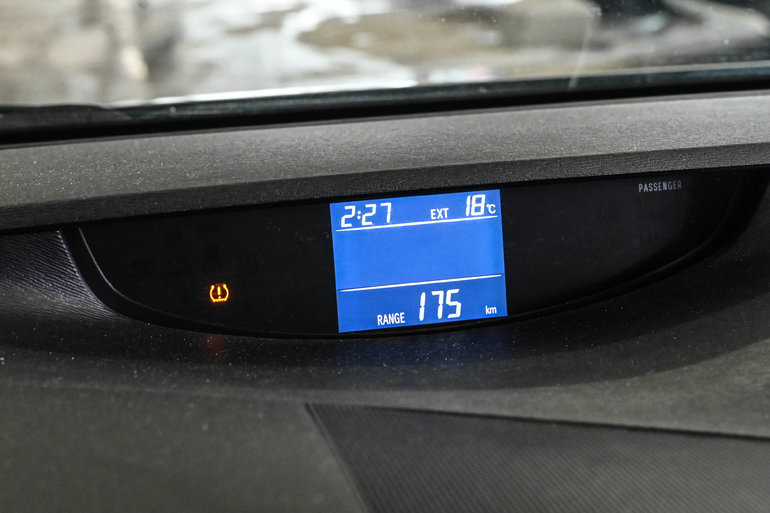 PASSENGER
2:27 EXT 18°C
RANGE 175 km